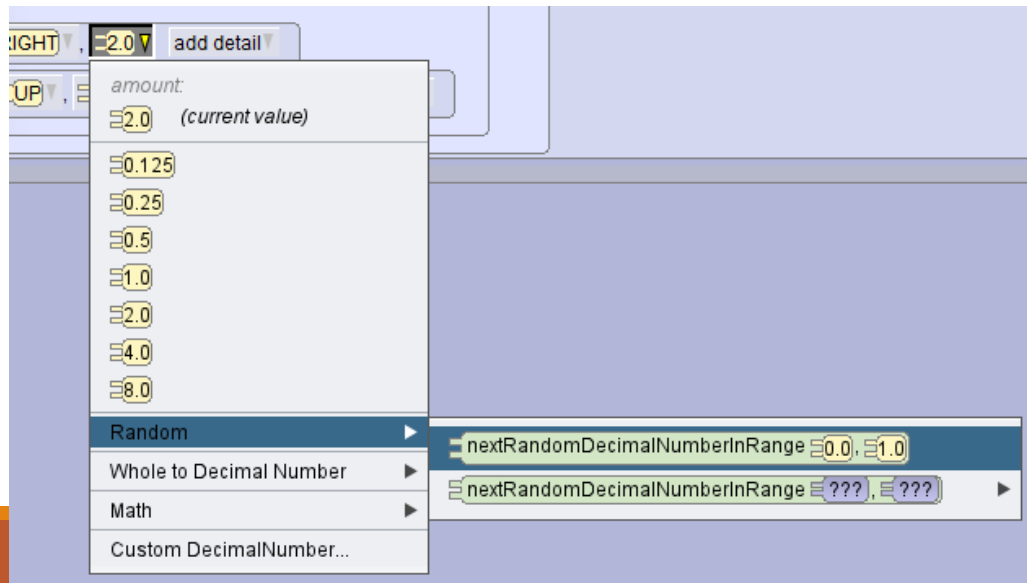 RIGHT , 2.0 add detail
UP ,
amount:
2.0 (current value)
0.125
0.25
0.5
1.0
2.0
4.0
8.0
Random
nextRandomDecimalNumberInRange 0.0 , 1.0
Whole to Decimal Number
nextRandomDecimalNumberInRange ??? , ???
Math
Custom DecimalNumber...